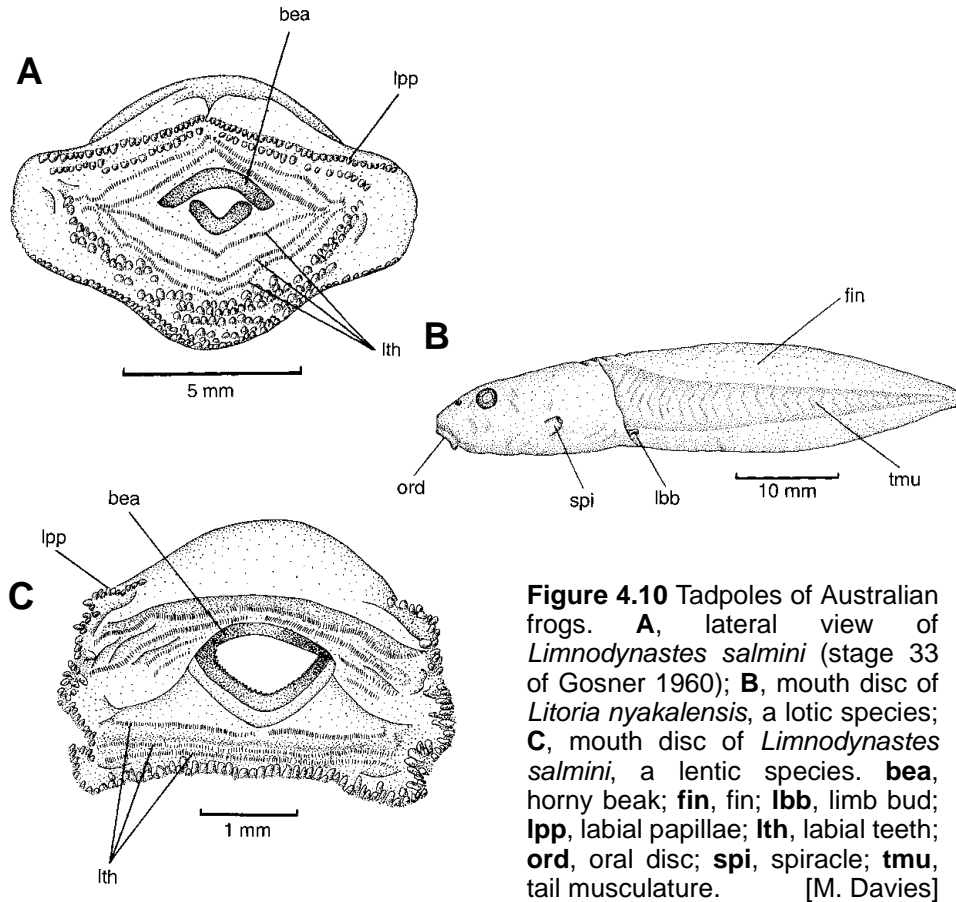 A
bea
lpp
lth
5 mm
B
fin
ord
spi
lbb
tmu
10 mm
C
bea
lpp
lth
1 mm
Figure 4.10 Tadpoles of Australian
frogs. A, lateral view of
Limnodynastes salmini (stage 33
of Gosner 1960); B, mouth disc of
Litoria nyakalensis, a lotic species;
C, mouth disc of Limnodynastes
salmini, a lentic species. bea,
horny beak; fin, fin; lbb, limb bud;
lpp, labial papillae; lth, labial teeth;
ord, oral disc; spi, spiracle; tmu,
tail musculature. [M. Davies]